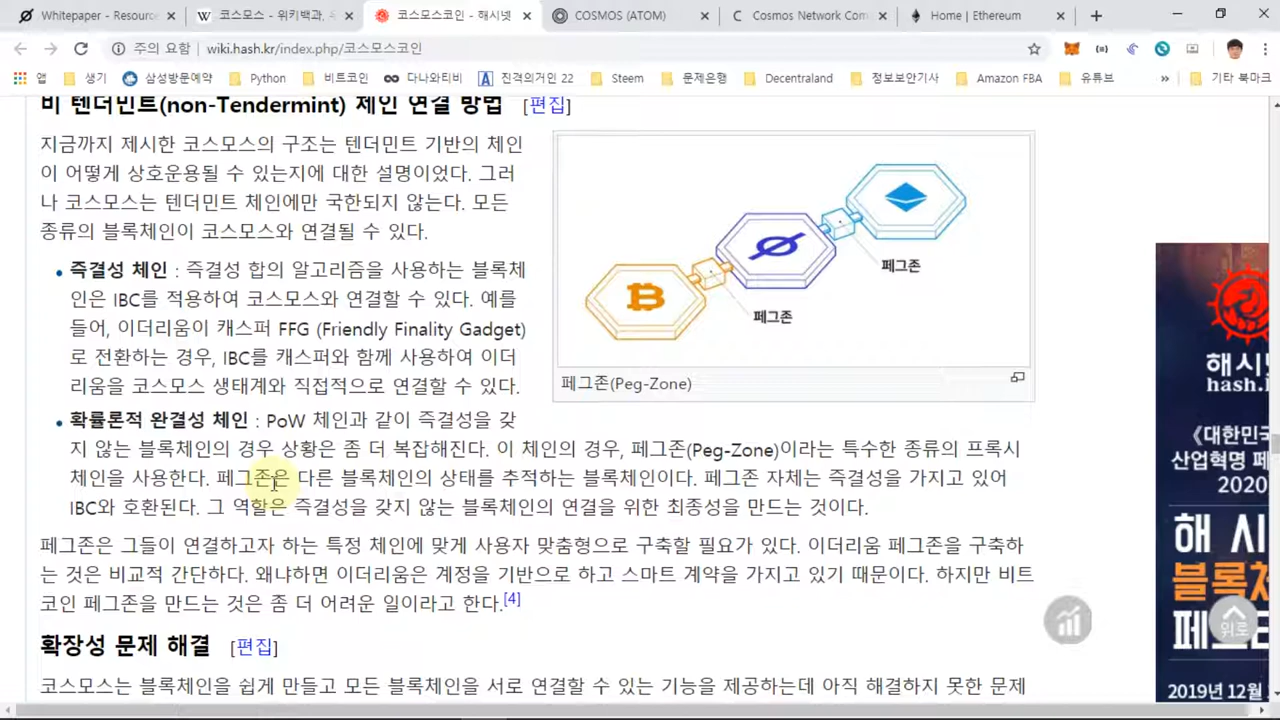 Whitepaper - Resourc
코스모스 - 위키백과, 우
코스모스코인 - 해시넷
COSMOS (ATOM)
Cosmos Network Com
Home | Ethereum
주의 요함
wiki.hash.kr/index.php/코스모스코인
앱
생기
삼성방문예약
Python
비트코인
다나와티비
진격의거인 22
Steem
문제은행
Decentraland
정보보안기사
Amazon FBA
유튜브
기타 북마크
비 텐더민트(non-Tendermint) 체인 연결 방법 [편집]
지금까지 제시한 코스모스의 구조는 텐더민트 기반의 체인
이 어떻게 상호운용될 수 있는지에 대한 설명이었다. 그러
나 코스모스는 텐더민트 체인에만 국한되지 않는다. 모든
종류의 블록체인이 코스모스와 연결될 수 있다.
페그존
페그존
페그존(Peg-Zone)
즉결성 체인 : 즉결성 합의 알고리즘을 사용하는 블록체
인은 IBC를 적용하여 코스모스와 연결할 수 있다. 예를
들어, 이더리움이 캐스퍼 FFG (Friendly Finality Gadget)
로 전환하는 경우, IBC를 캐스퍼와 함께 사용하여 이더
리움을 코스모스 생태계와 직접적으로 연결할 수 있다.
확률론적 완결성 체인 : PoW 체인과 같이 즉결성을 갖
지 않는 블록체인의 경우 상황은 좀 더 복잡해진다. 이 체인의 경우, 페그존(Peg-Zone)이라는 특수한 종류의 프록시
체인을 사용한다. 페그존은 다른 블록체인의 상태를 추적하는 블록체인이다. 페그존 자체는 즉결성을 가지고 있어
IBC와 호환된다. 그 역할은 즉결성을 갖지 않는 블록체인의 연결을 위한 최종성을 만드는 것이다.
페그존은 그들이 연결하고자 하는 특정 체인에 맞게 사용자 맞춤형으로 구축할 필요가 있다. 이더리움 페그존을 구축하
는 것은 비교적 간단하다. 왜냐하면 이더리움은 계정을 기반으로 하고 스마트 계약을 가지고 있기 때문이다. 하지만 비트
코인 페그존을 만드는 것은 좀 더 어려운 일이라고 한다.[4]
확장성 문제 해결 [편집]
코스모스는 블록체인을 쉽게 만들고 모든 블록체인을 서로 연결할 수 있는 기능을 제공하는데 아직 해결하지 못한 문제
해시넷
hash.k
《대한민국
산업혁명 페
2020
해 시
블록체
페
위로
2019년 12월